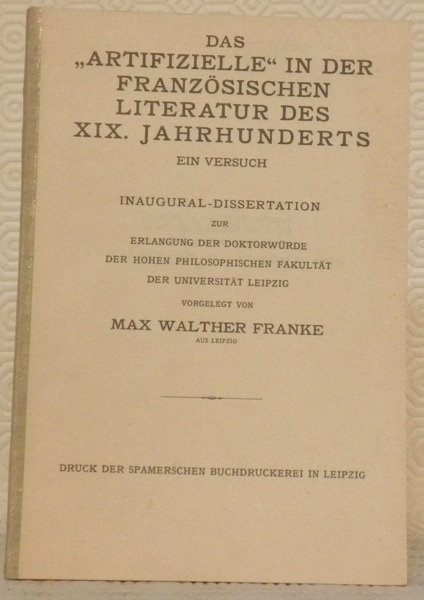 DAS
„ARTIFIZIELLE“ IN DER
FRANZÖSISCHEN
LITERATUR DES
XIX. JAHRHUNDERTS
EIN VERSUCH
INAUGURAL-DISSERTATION
ZUR
ERLANGUNG DER DOKTORWÜRDE
DER HOHEN PHILOSOPHISCHEN FAKULTÄT
DER UNIVERSITÄT LEIPZIG
VORGELEGT VON
MAX WALTHER FRANKE
AUS LEIPZIG
DRUCK DER SPAMERSCHEN BUCHDRUCKEREI IN LEIPZIG